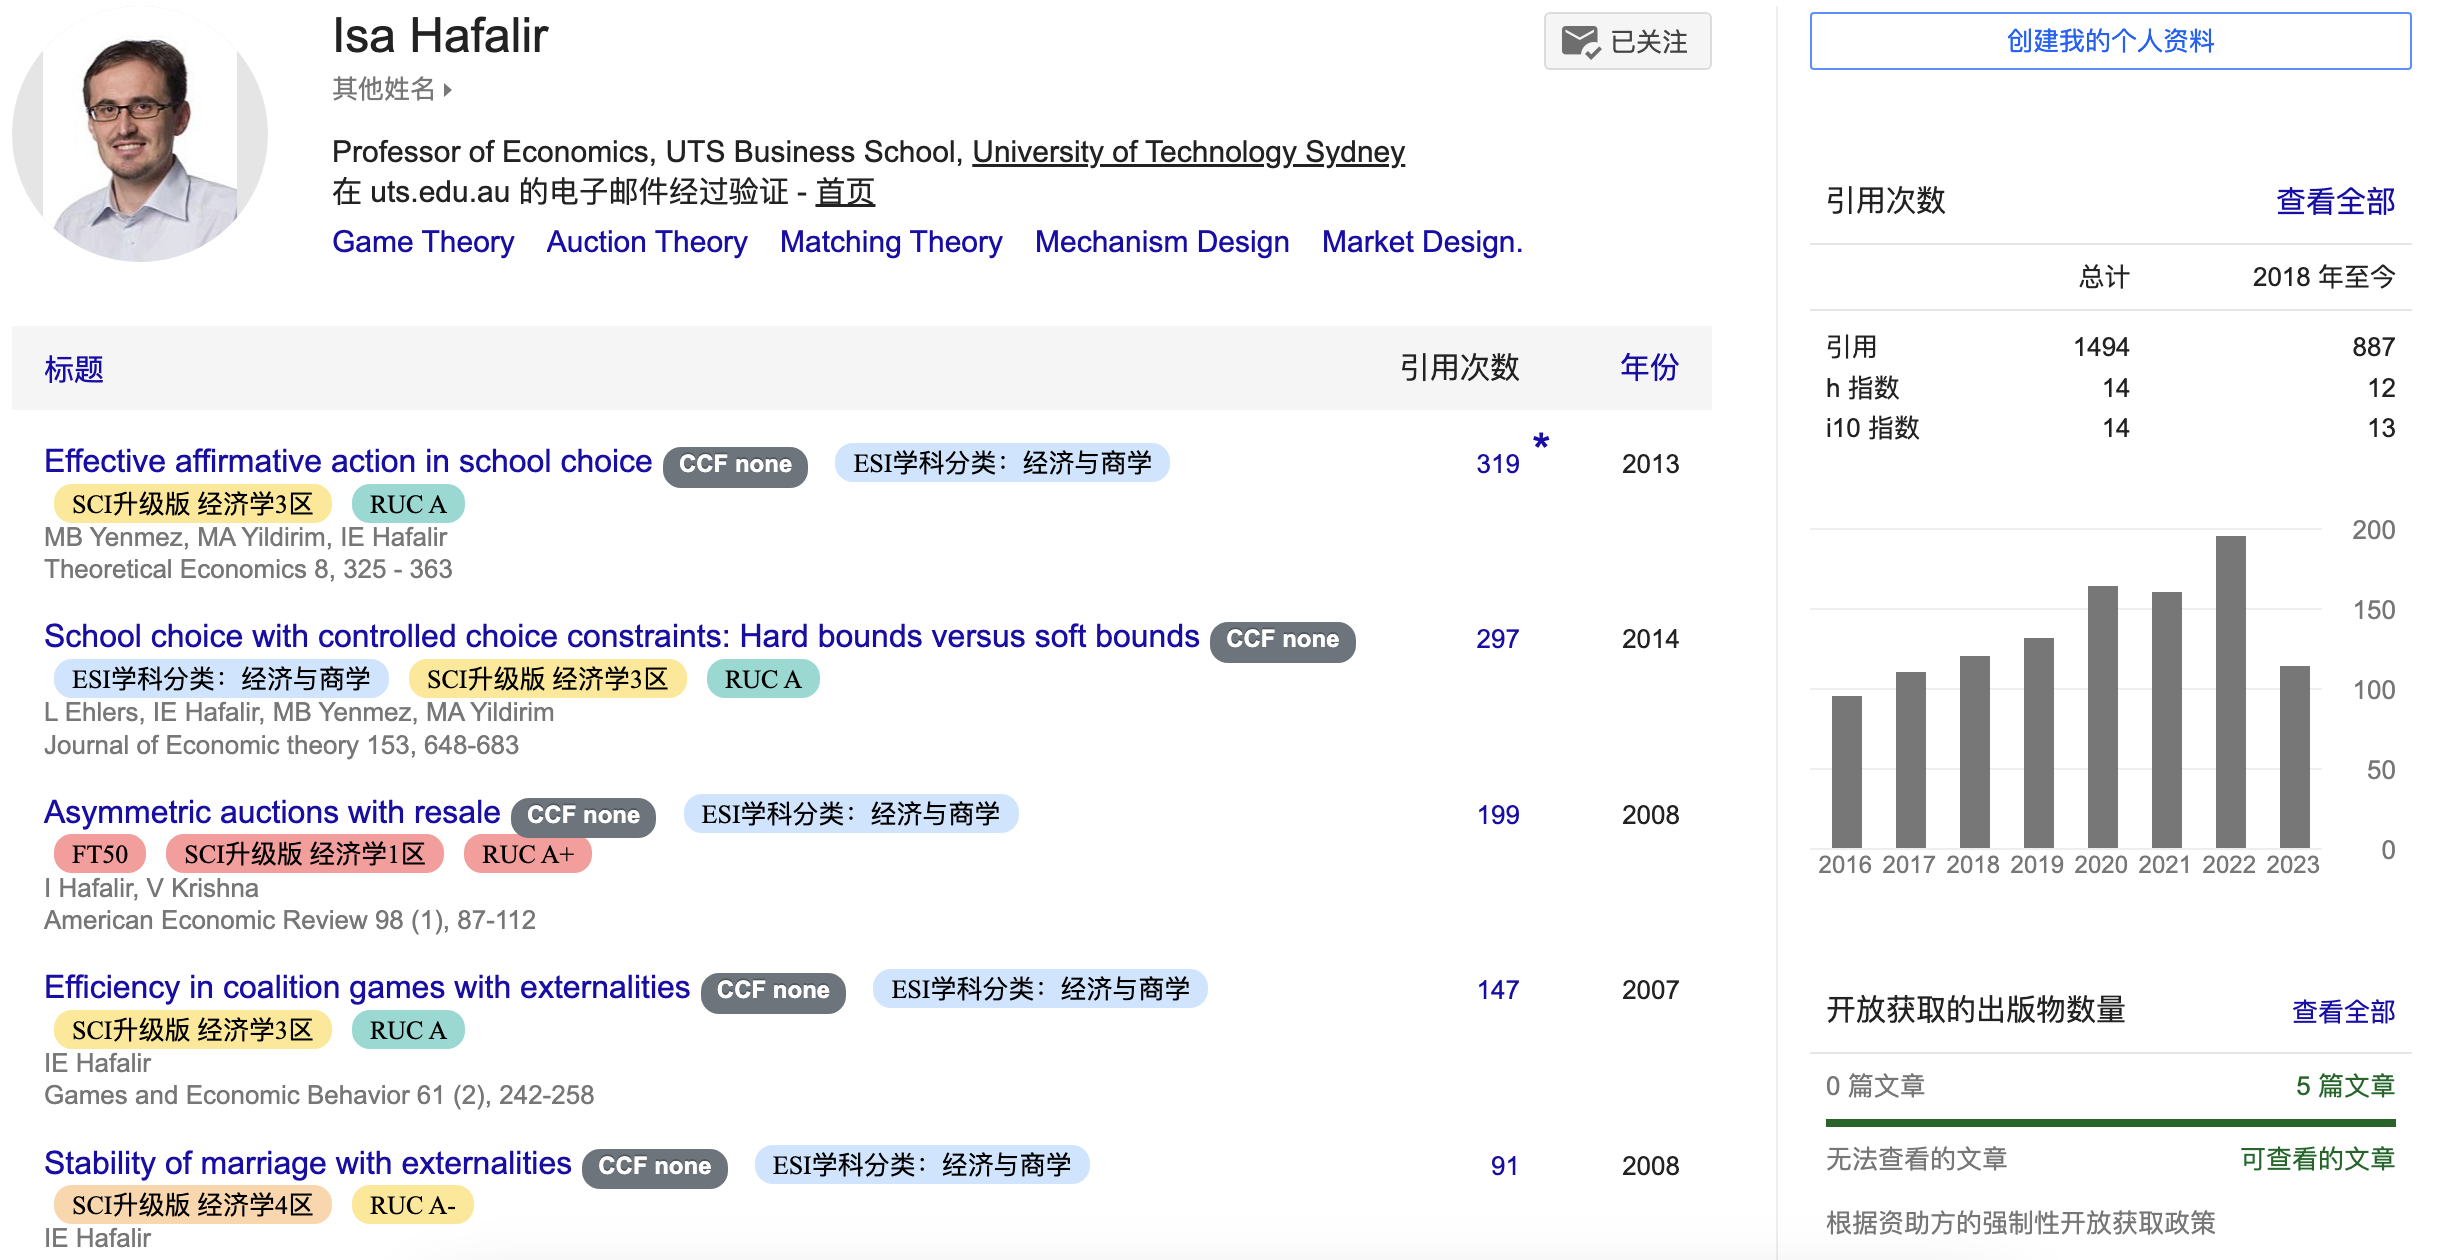 Isa Hafalir
其他姓名
Professor of Economics, UTS Business School, University of Technology Sydney
在 uts.edu.au 的电子邮件经过验证 - 首页
Game Theory Auction Theory Matching Theory Mechanism Design Market Design.
已关注
标题 引用次数 年份
Effective affirmative action in school choice CCF none ESI学科分类：经济与商学 319 * 2013
SCI升级版 经济学3区 RUC A
MB Yenmez, MA Yildirim, IE Hafalir
Theoretical Economics 8, 325 - 363
School choice with controlled choice constraints: Hard bounds versus soft bounds CCF none 297 2014
ESI学科分类：经济与商学 SCI升级版 经济学3区 RUC A
L Ehlers, IE Hafalir, MB Yenmez, MA Yildirim
Journal of Economic theory 153, 648-683
Asymmetric auctions with resale CCF none ESI学科分类：经济与商学 199 2008
FT50 SCI升级版 经济学1区 RUC A+
I Hafalir, V Krishna
American Economic Review 98 (1), 87-112
Efficiency in coalition games with externalities CCF none ESI学科分类：经济与商学 147 2007
SCI升级版 经济学3区 RUC A
IE Hafalir
Games and Economic Behavior 61 (2), 242-258
Stability of marriage with externalities CCF none ESI学科分类：经济与商学 91 2008
SCI升级版 经济学4区 RUC A-
IE Hafalir
创建我的个人资料
引用次数 查看全部
总计 2018 年至今
引用 1494 887
h 指数 14 12
i10 指数 14 13
200
150
100
50
0
2016 2017 2018 2019 2020 2021 2022 2023
开放获取的出版物数量 查看全部
0 篇文章 5 篇文章
无法查看的文章 可查看的文章
根据资助方的强制性开放获取政策